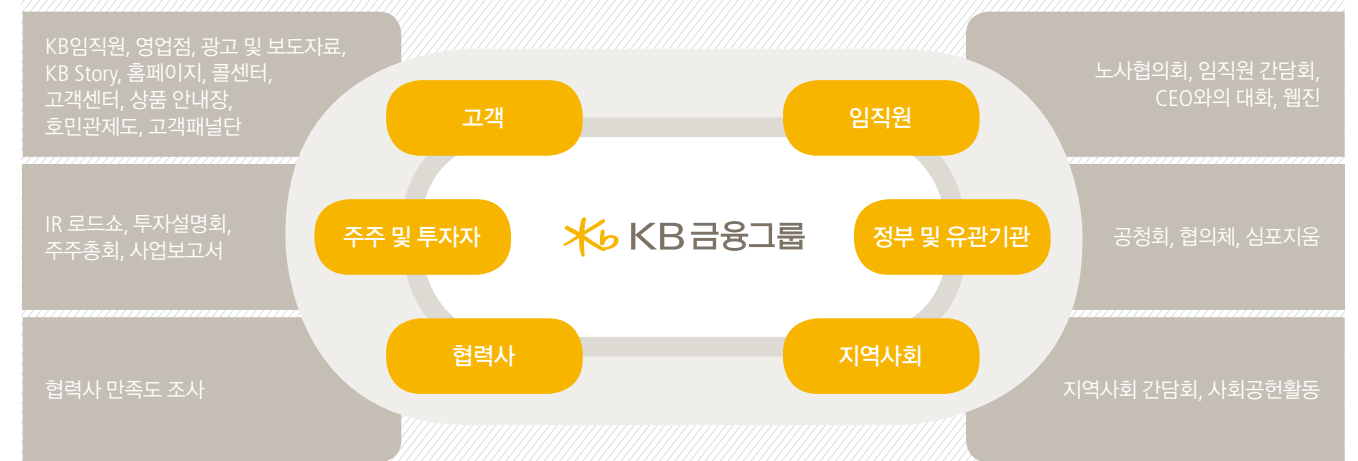 KB임직원, 영업점, 광고 및 보도자료,
KB Story, 홈페이지, 콜센터,
고객센터, 상품 안내장,
호민관제도, 고객패널단
고객
임직원
노사협의회, 임직원 간담회,
CEO와의 대화, 웹진
IR 로드쇼, 투자설명회,
주주총회, 사업보고서
주주 및 투자자
KB 금융그룹
정부 및 유관기관
공청회, 협의체, 심포지움
협력사 만족도 조사
협력사
지역사회
지역사회 간담회, 사회공헌활동